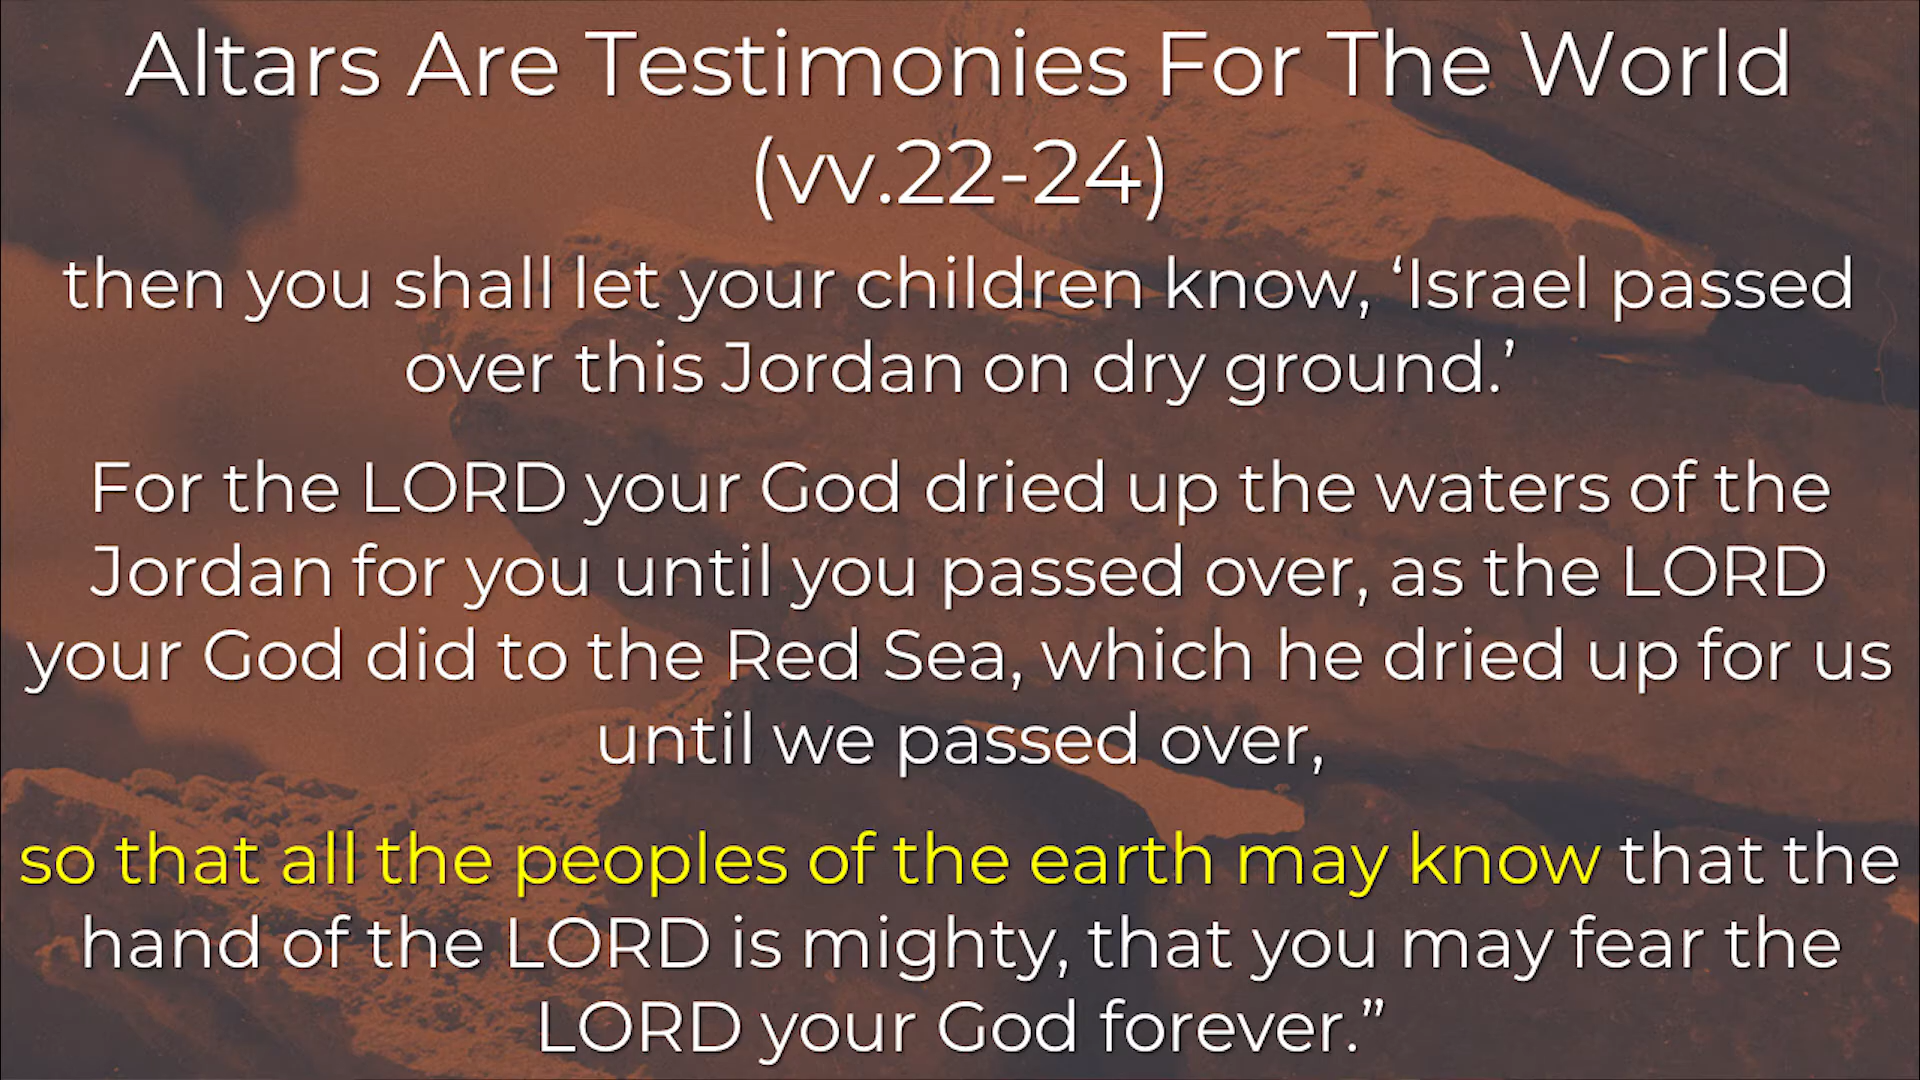 Altars Are Testimonies For The World
(vv.22-24)
then you shall let your children know, ‘Israel passed
over this Jordan on dry ground.’
For the LORD your God dried up the waters of the
Jordan for you until you passed over, as the LORD
your God did to the Red Sea, which he dried up for us
until we passed over,
so that all the peoples of the earth may know that the
hand of the LORD is mighty, that you may fear the
LORD your God forever.”